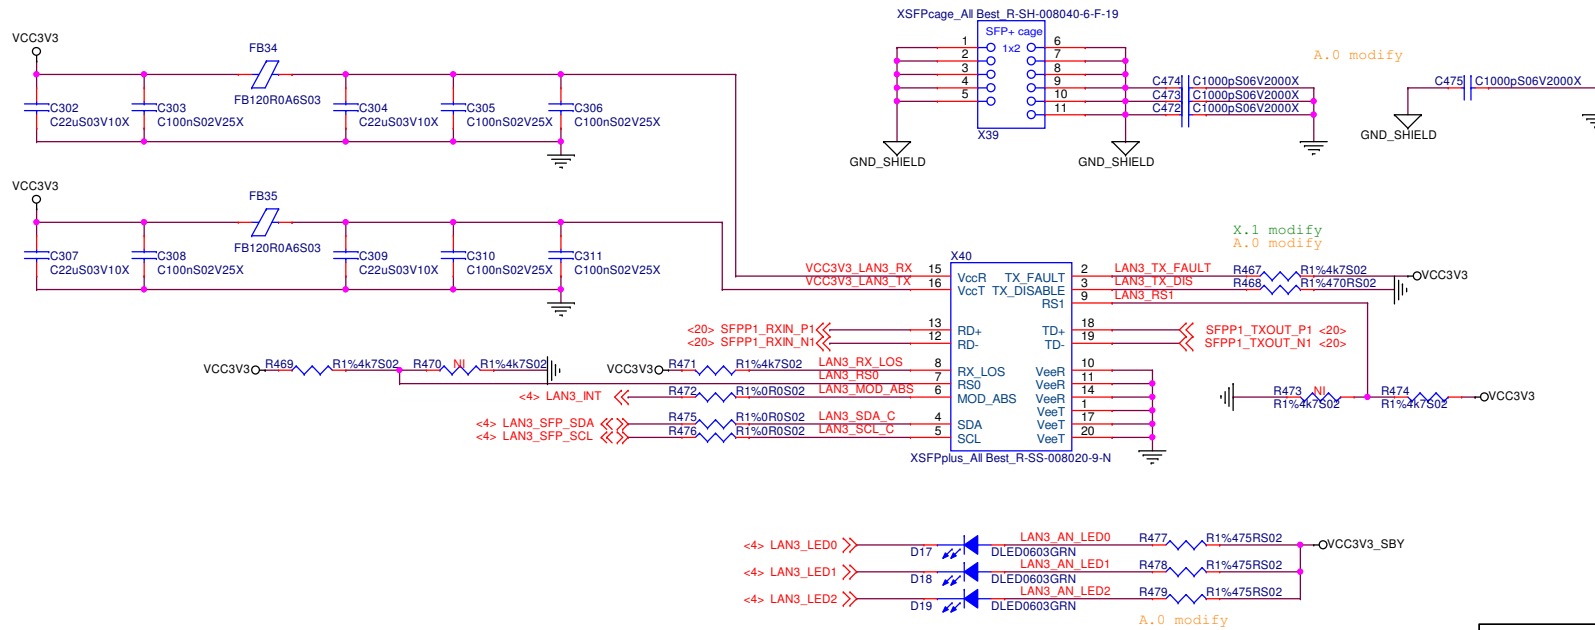 XSFPcage_All Best_R-SH-008040-6-F-19
SFP+ cage
1x2
1
2
3
4
5
6
7
8
9
10
11
X39
GND_SHIELD
GND_SHIELD
C474 C1000pS06V2000X
C473 C1000pS06V2000X
C472 C1000pS06V2000X
A.0 modify
C475 C1000pS06V2000X
GND_SHIELD
VCC3V3
FB34
FB120R0A6S03
C302
C22uS03V10X
C303
C100nS02V25X
C304
C22uS03V10X
C305
C100nS02V25X
C306
C100nS02V25X
VCC3V3
FB35
FB120R0A6S03
C307
C22uS03V10X
C308
C100nS02V25X
C309
C22uS03V10X
C310
C100nS02V25X
C311
C100nS02V25X
X.1 modify
A.0 modify
X40
VCC3V3_LAN3_RX 15 VccR
VCC3V3_LAN3_TX 16 VccT
TX_FAULT 2 LAN3_TX_FAULT R467 R1%4k7S02 VCC3V3
TX_DISABLE 3 LAN3_TX_DIS R468 R1%470RS02
RS1 9 LAN3_RS1
<20> SFPP1_RXIN_P1 13 RD+
<20> SFPP1_RXIN_N1 12 RD-
TD+ 18 SFPP1_TXOUT_P1 <20>
TD- 19 SFPP1_TXOUT_N1 <20>
VCC3V3 R469 R1%4k7S02 R470 NI R1%4k7S02
VCC3V3 R471 R1%4k7S02 LAN3_RX_LOS 8 RX_LOS
LAN3_RS0 7 RS0
<4> LAN3_INT R472 R1%0R0S02 LAN3_MOD_ABS 6 MOD_ABS
<4> LAN3_SFP_SDA R475 R1%0R0S02 LAN3_SDA_C 4 SDA
<4> LAN3_SFP_SCL R476 R1%0R0S02 LAN3_SCL_C 5 SCL
VeeR 10
VeeR 11
VeeR 14
VeeT 1
VeeT 17
VeeT 20
R473 NI
R1%4k7S02
R474
R1%4k7S02
VCC3V3
XSFPplus_All Best_R-SS-008020-9-N
<4> LAN3_LED0 D17 DLED0603GRN LAN3_AN_LED0 R477 R1%475RS02 VCC3V3_SBY
<4> LAN3_LED1 D18 DLED0603GRN LAN3_AN_LED1 R478 R1%475RS02
<4> LAN3_LED2 D19 DLED0603GRN LAN3_AN_LED2 R479 R1%475RS02
A.0 modify